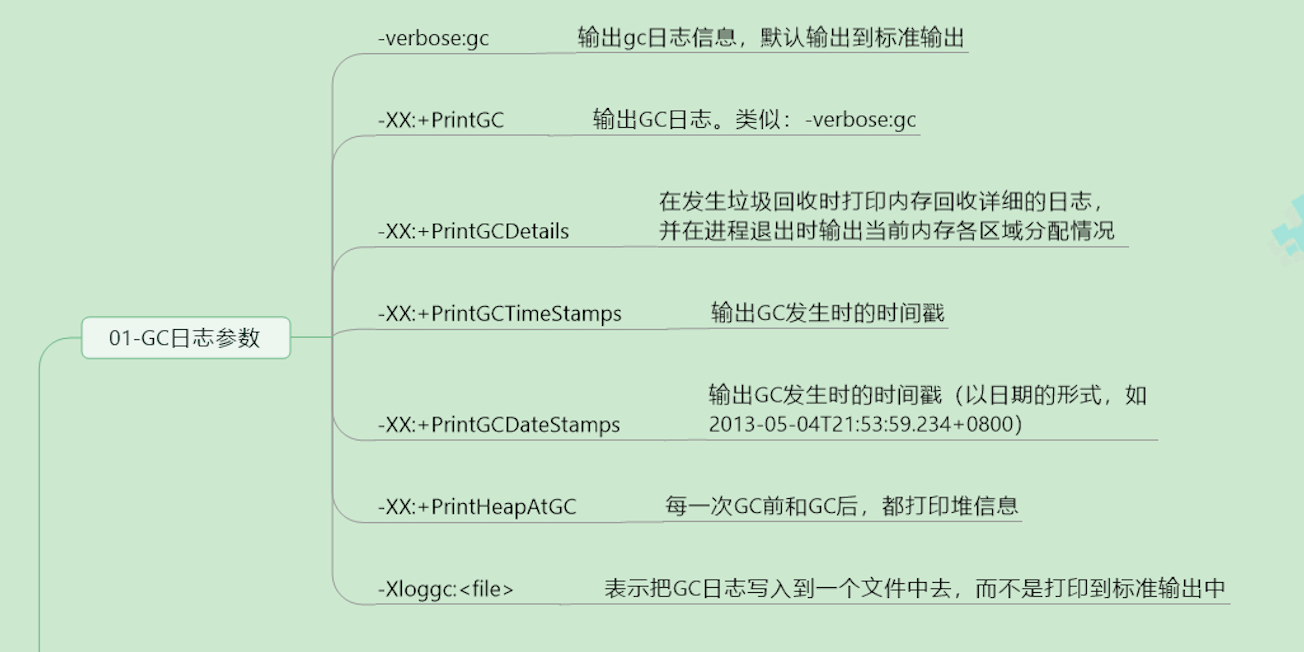 -verbose:gc 输出gc日志信息，默认输出到标准输出
-XX:+PrintGC 输出GC日志。类似：-verbose:gc
-XX:+PrintGCDetails 在发生垃圾回收时打印内存回收详细的日志，
并在进程退出时输出当前内存各区域分配情况
-XX:+PrintGCTimeStamps 输出GC发生时的时间戳
01-GC日志参数
-XX:+PrintGCDateStamps 输出GC发生时的时间戳（以日期的形式，如
2013-05-04T21:53:59.234+0800）
-XX:+PrintHeapAtGC 每一次GC前和GC后，都打印堆信息
-Xloggc:<file> 表示把GC日志写入到一个文件中去，而不是打印到标准输出中